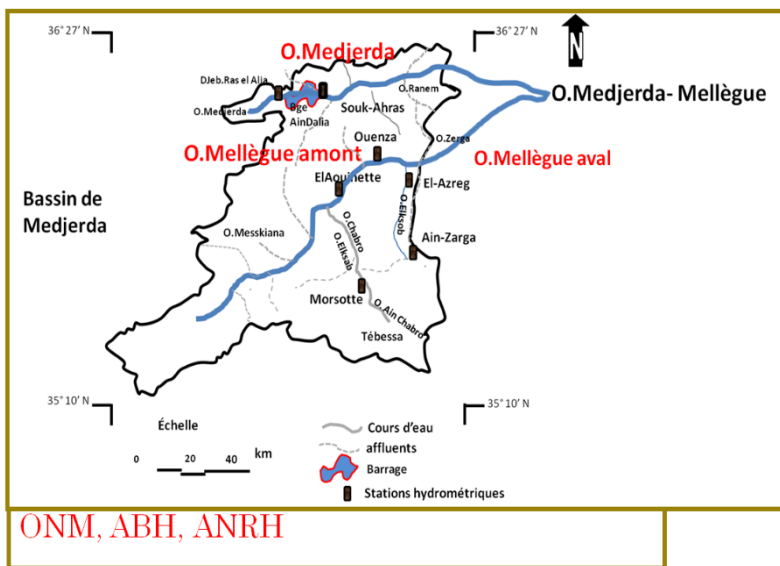 36° 27’ N
36° 27’ N
N
O.Medjerda
DJeb.Ras el Alia
O.Medjerda
Bge
AinDalia
Souk-Ahras
O.Ranem
O.Medjerda- Mellègue
Ouenza
O.Zerga
O.Mellègue amont
O.Mellègue aval
ElAouinette
El-Azreg
Bassin de
Medjerda
O.Elksob
O.Messkiana
O.Chabro
O.Elksab
Ain-Zarga
Morsotte
O. Ain Chabro
Tébessa
35° 10’ N
35° 10’ N
Échelle
0 20 40 km
Cours d’eau
affluents
Barrage
Stations hydrométriques
ONM, ABH, ANRH